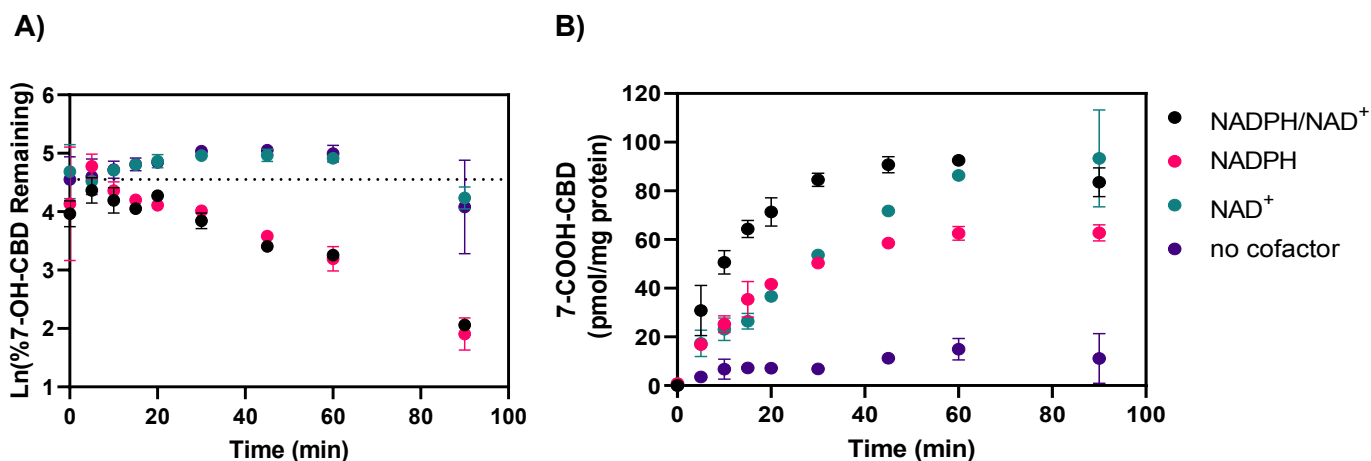 A)
Ln(%7-OH-CBD Remaining)
6
5
4
3
2
1
0
20
40
60
80
100
Time (min)
B)
7-COOH-CBD
(pmol/mg protein)
120
100
80
60
40
20
0
0
20
40
60
80
100
Time (min)
NADPH/NAD⁺
NADPH
NAD⁺
no cofactor